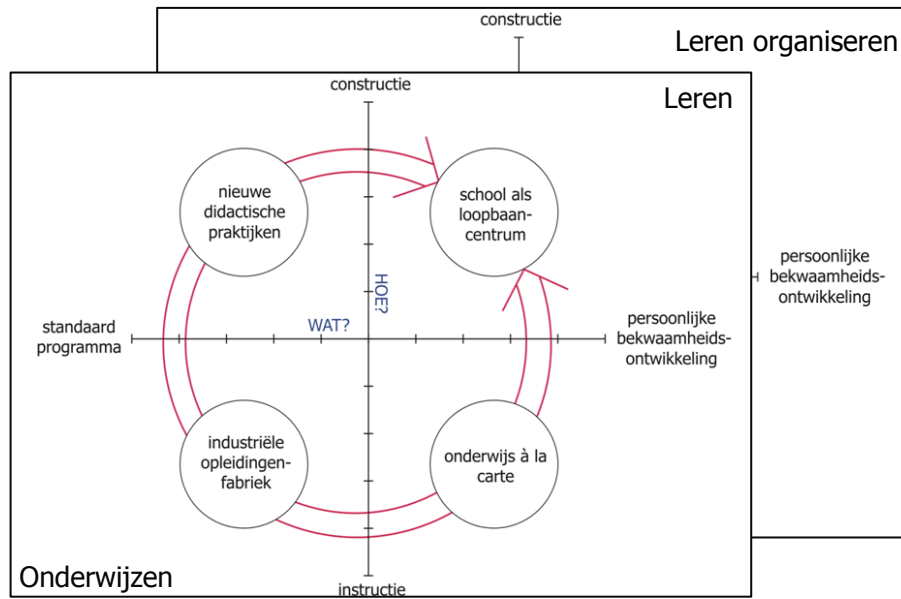 constructie
Leren organiseren
constructie
Leren
nieuwe
didactische
praktijken
school als
loopbaan-
centrum
persoonlijke
bekwaamheids-
ontwikkeling
HOE?
WAT?
standaard
programma
persoonlijke
bekwaamheids-
ontwikkeling
industriële
opleidingen-
fabriek
onderwijs à la
carte
Onderwijzen
instructie